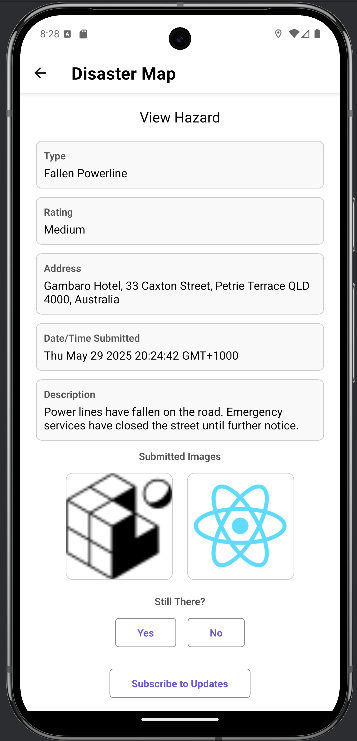 8:28
Disaster Map
View Hazard
Type
Fallen Powerline
Rating
Medium
Address
Gambaro Hotel, 33 Caxton Street, Petrie Terrace QLD
4000, Australia
Date/Time Submitted
Thu May 29 2025 20:24:42 GMT+1000
Description
Power lines have fallen on the road. Emergency
services have closed the street until further notice.
Submitted Images
Still There?
Yes No
Subscribe to Updates